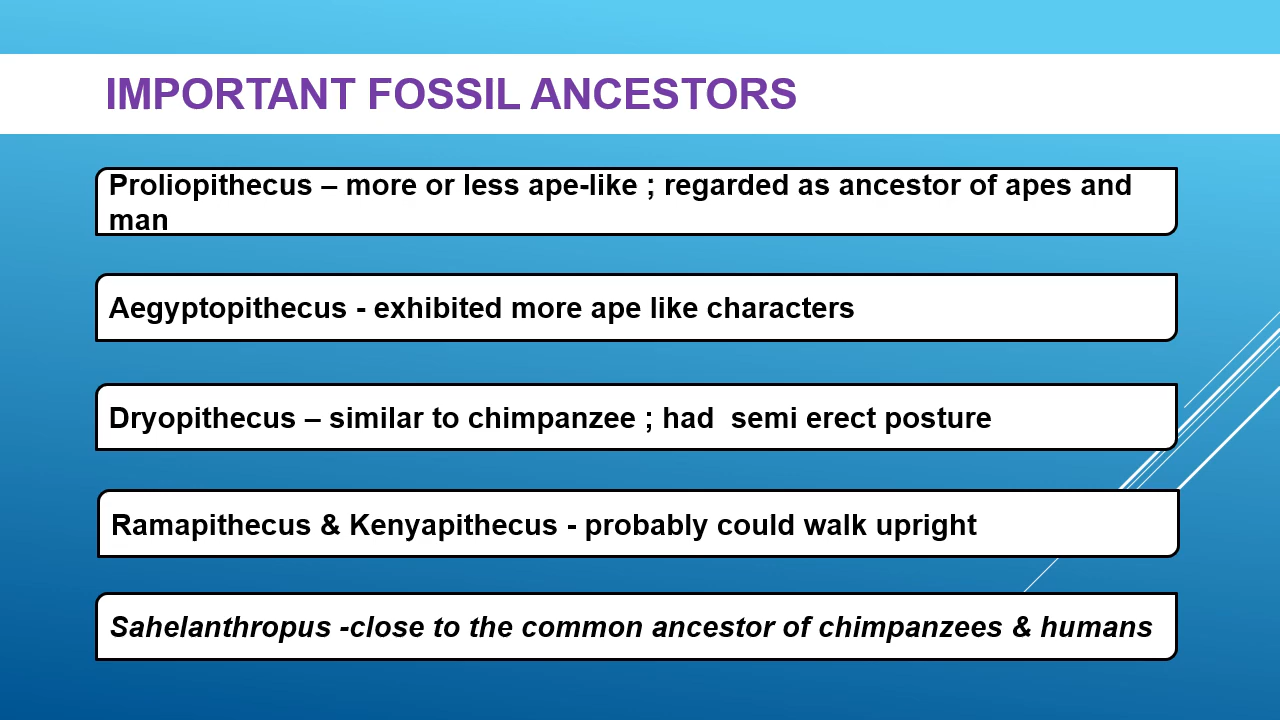 IMPORTANT FOSSIL ANCESTORS
Proliopithecus – more or less ape-like ; regarded as ancestor of apes and
man
Aegyptopithecus - exhibited more ape like characters
Dryopithecus – similar to chimpanzee ; had  semi erect posture
Ramapithecus & Kenyapithecus - probably could walk upright
Sahelanthropus -close to the common ancestor of chimpanzees & humans